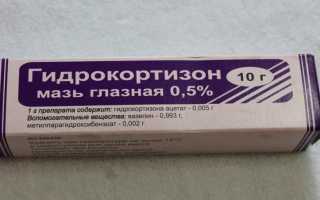 Гидрокортизон 10 г
мазь глазная 0,5%
1 г препарата содержит: гидрокортизона ацетат - 0,005 г
Вспомогательные вещества: вазелин - 0,993 г,
метилпарагидроксибензоат - 0,002 г.